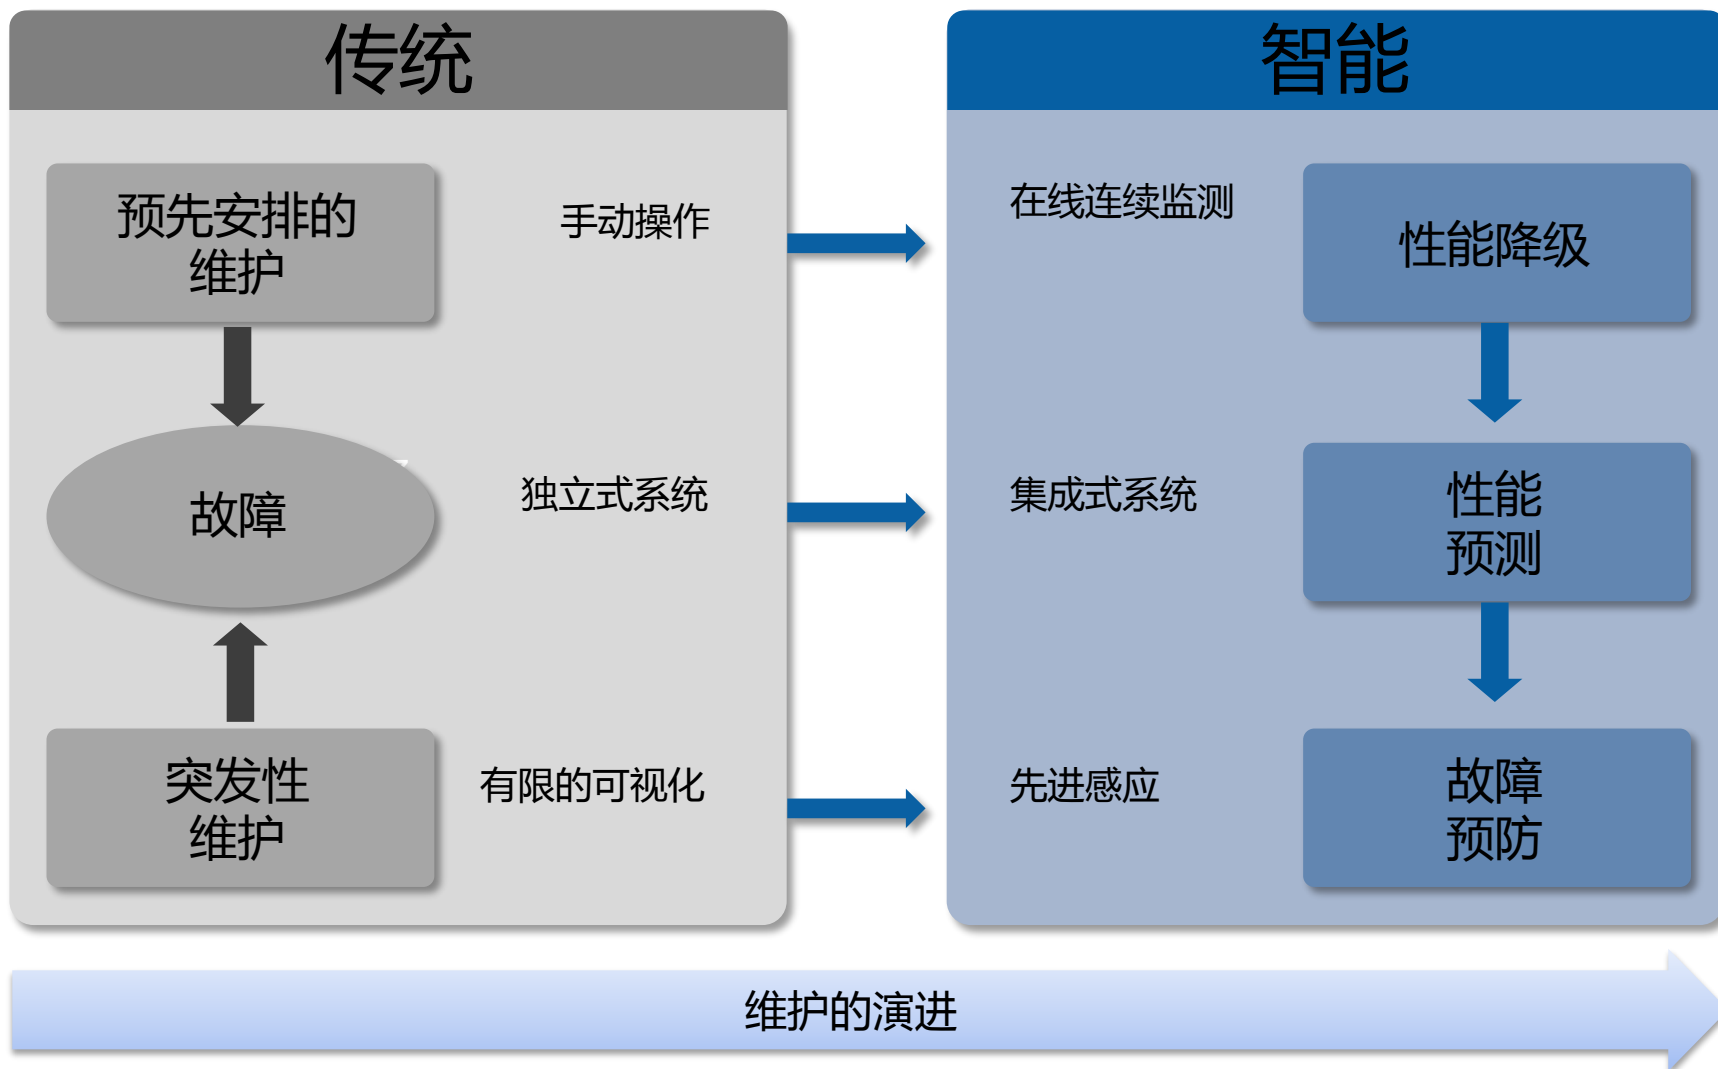 传统
预先安排的
维护
手动操作
故障
独立式系统
突发性
维护
有限的可视化
智能
在线连续监测
性能降级
集成式系统
性能
预测
先进感应
故障
预防
维护的演进